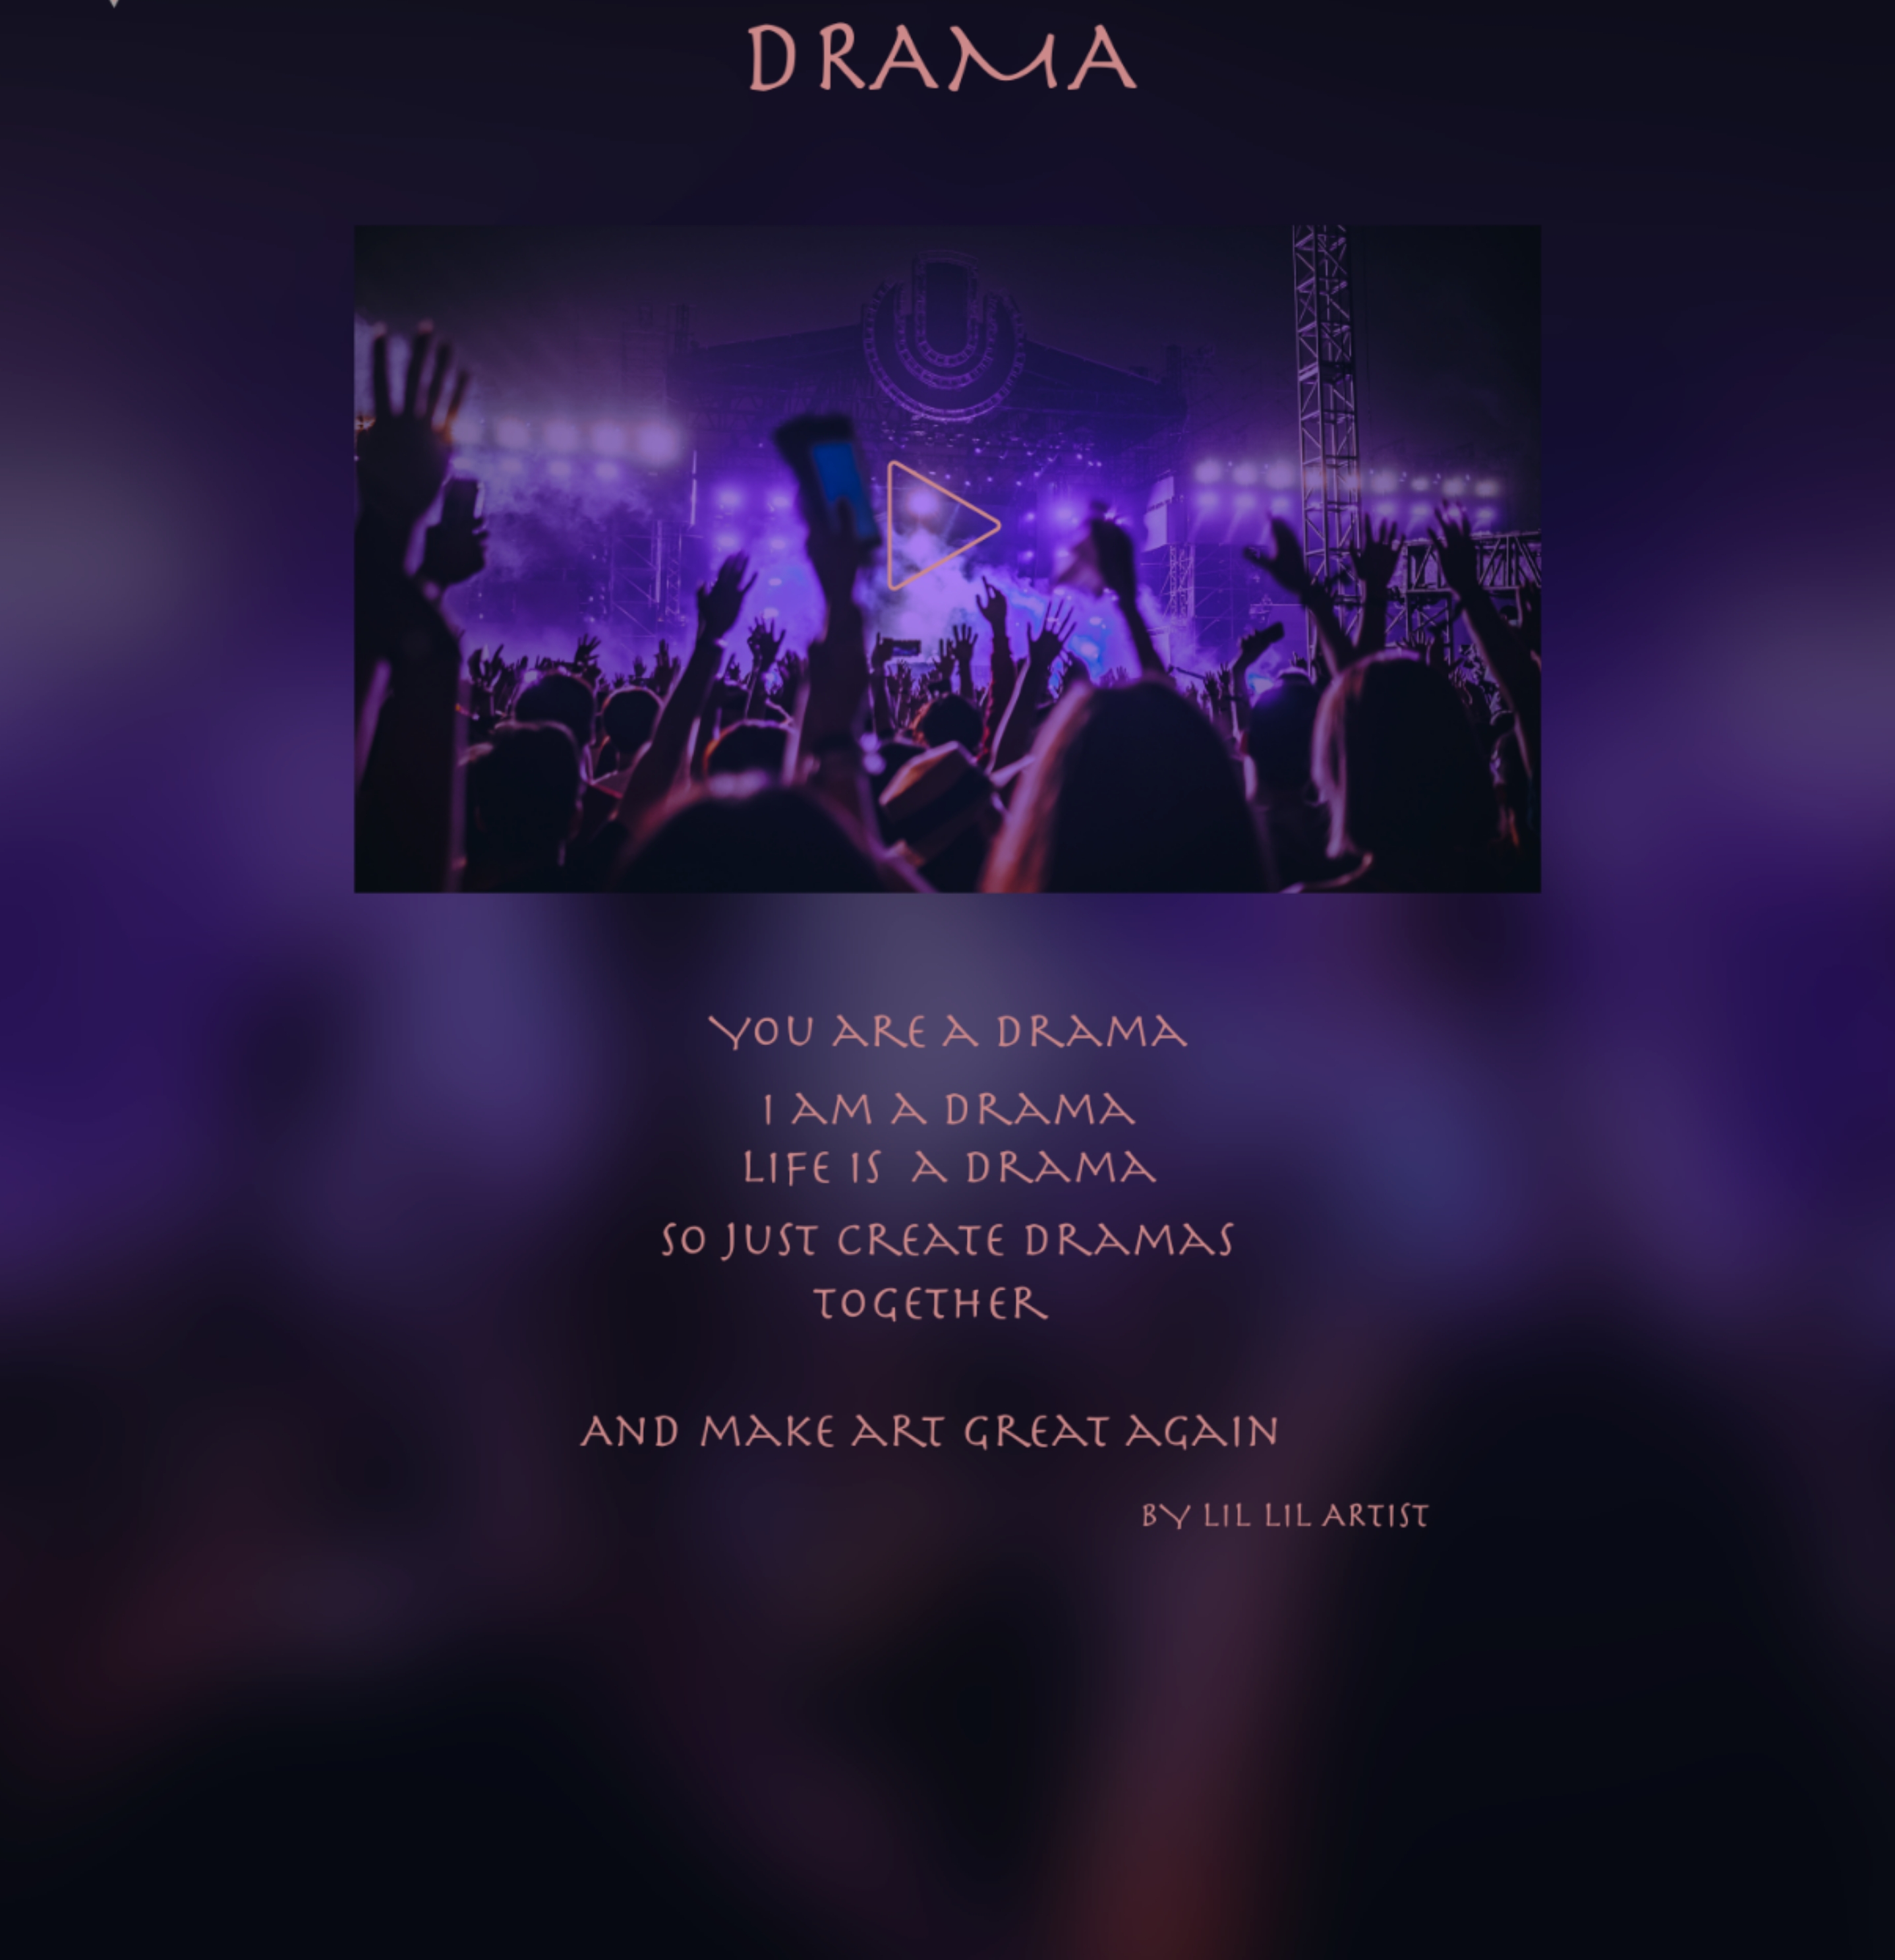 DRAMA
YOU ARE A DRAMA
I AM A DRAMA
LIFE IS A DRAMA
SO JUST CREATE DRAMAS
TOGETHER
AND MAKE ART GREAT AGAIN
BY LIL LIL ARTIST